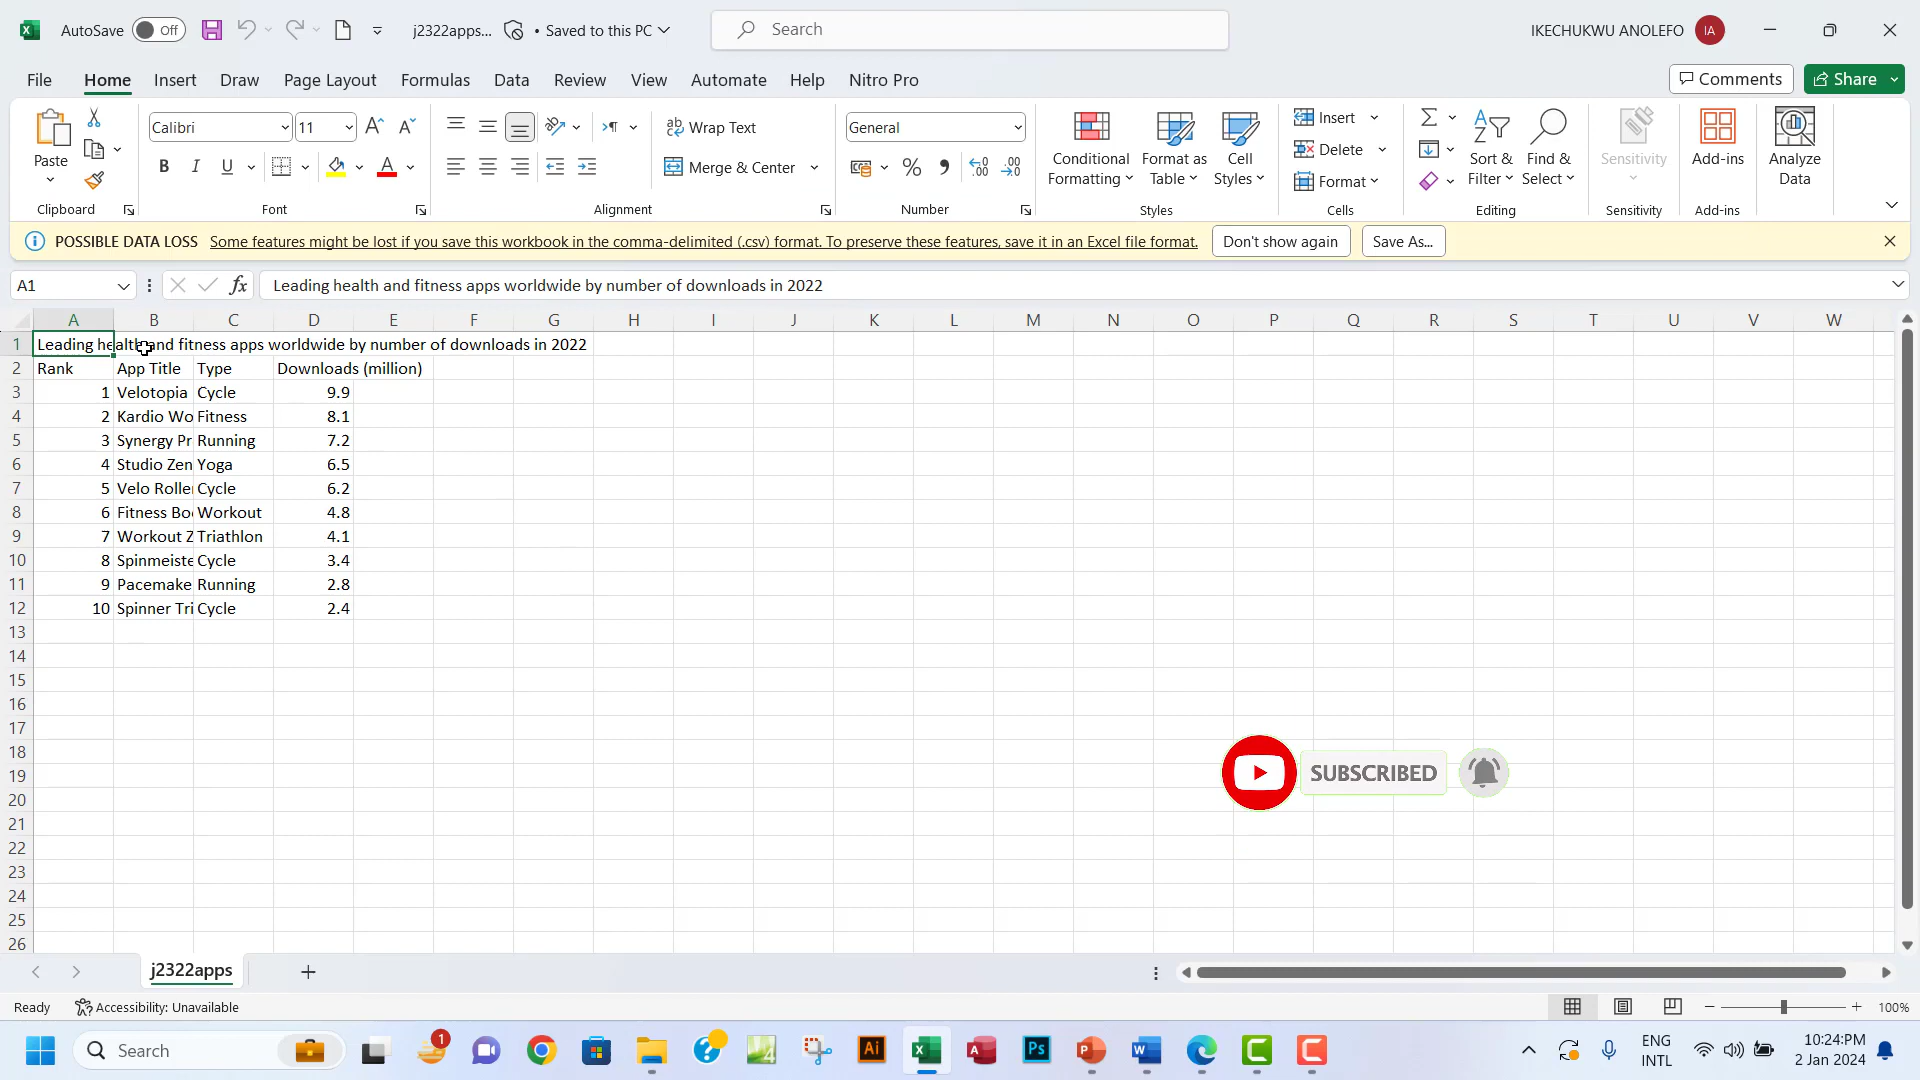 AutoSave Off j2322apps... • Saved to this PC Search IKECHUKWU ANOLEFO IA
File Home Insert Draw Page Layout Formulas Data Review View Automate Help Nitro Pro Comments Share
Calibri 11 Wrap Text General Insert
Paste Merge & Center Conditional Formatting Format as Table Cell Styles Delete Sort & Filter Find & Select Sensitivity Add-ins Analyze Data
Format
Clipboard Font Alignment Number Styles Cells Editing Sensitivity Add-ins
POSSIBLE DATA LOSS Some features might be lost if you save this workbook in the comma-delimited (.csv) format. To preserve these features, save it in an Excel file format. Don't show again Save As...
A1 fx Leading health and fitness apps worldwide by number of downloads in 2022
A B C D E F G H I J K L M N O P Q R S T U V W
1 Leading health and fitness apps worldwide by number of downloads in 2022
2 Rank App Title Type Downloads (million)
3 1 Velotopia Cycle 9.9
4 2 Kardio Wo Fitness 8.1
5 3 Synergy Pr Running 7.2
6 4 Studio Zen Yoga 6.5
7 5 Velo Rolle Cycle 6.2
8 6 Fitness Bo Workout 4.8
9 7 Workout Z Triathlon 4.1
10 8 Spinmeiste Cycle 3.4
11 9 Pacemake Running 2.8
12 10 Spinner Tri Cycle 2.4
13
14
15
16
17
18
19
20
21
22
23
24
25
26
SUBSCRIBED
j2322apps
Ready Accessibility: Unavailable 100%
Search 1 Ai Ps ENG INTL 10:24:PM 2 Jan 2024